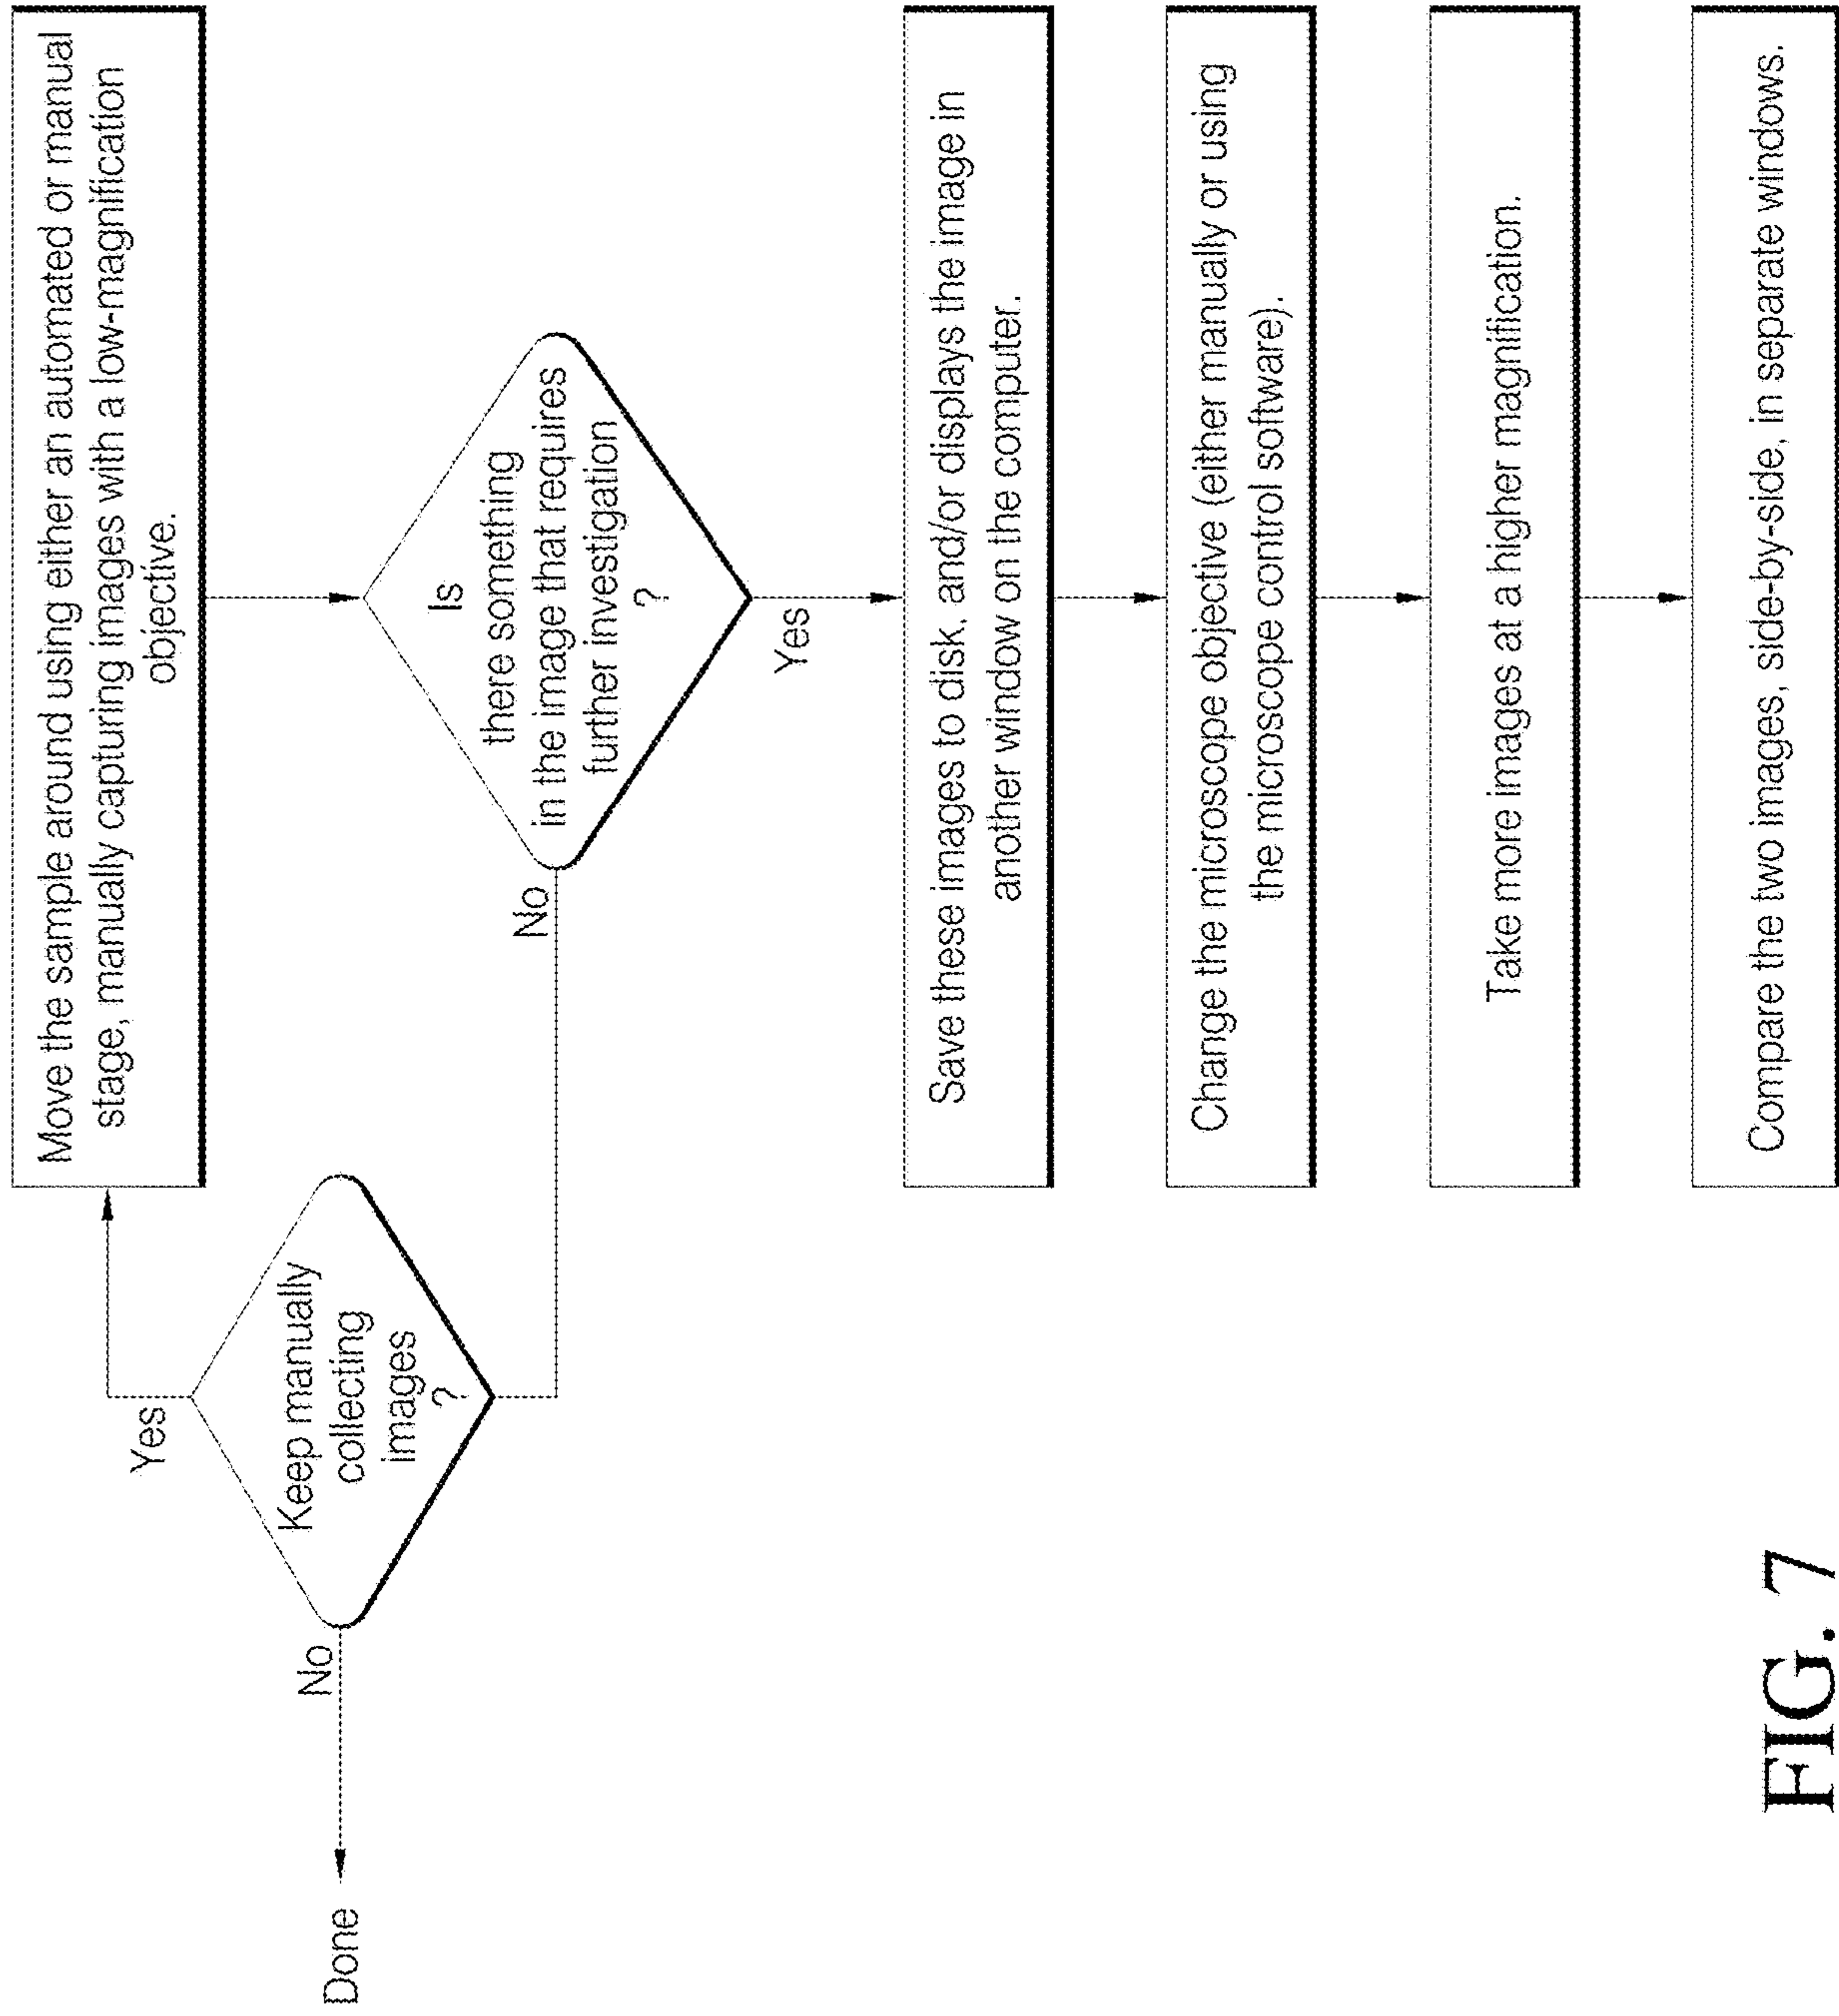 Move the sample around using either an automated or manual
stage, manually capturing images with a low-magnification
objective.
Yes
Keep manually
collecting
images
?
No
Done
Is
there something
in the image that requires
further investigation
?
No
Yes
Save these images to disk, and/or displays the image in
another window on the computer.
Change the microscope objective (either manually or using
the microscope control software).
Take more images at a higher magnification.
Compare the two images, side-by-side, in separate windows.
FIG. 7